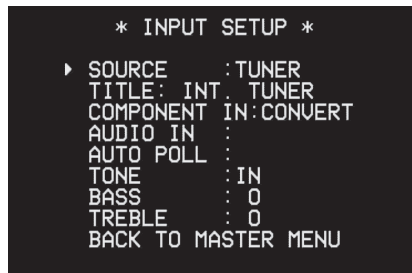 * INPUT SETUP *
SOURCE :TUNER
TITLE: INT. TUNER
COMPONENT IN:CONVERT
AUDIO IN :
AUTO POLL :
TONE :IN
BASS : 0
TREBLE : 0
BACK TO MASTER MENU